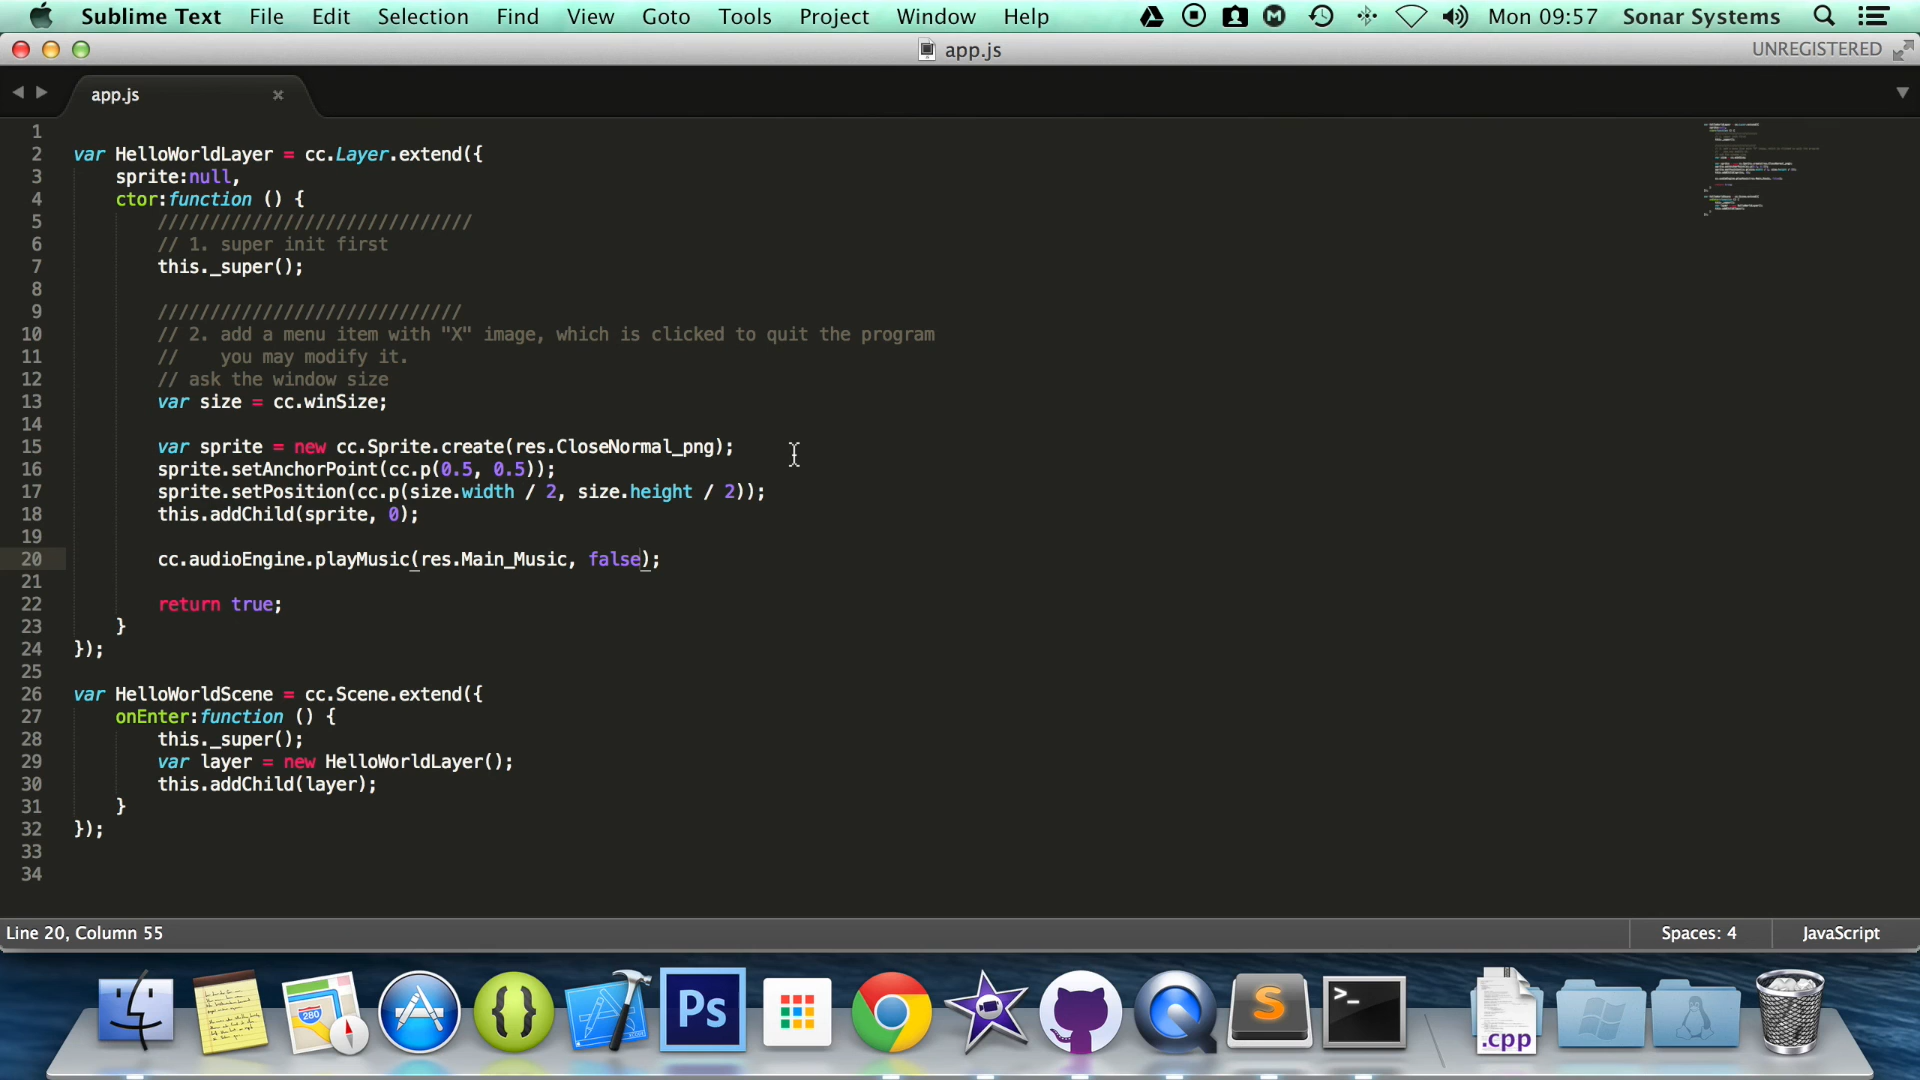 Sublime Text File Edit Selection Find View Goto Tools Project Window Help Mon 09:57 Sonar Systems
app.js UNREGISTERED
app.js
1
2 var HelloWorldLayer = cc.Layer.extend({
3 sprite:null,
4 ctor:function () {
5 //////////////////////////////
6 // 1. super init first
7 this._super();
8
9 /////////////////////////////
10 // 2. add a menu item with "X" image, which is clicked to quit the program
11 // you may modify it.
12 // ask the window size
13 var size = cc.winSize;
14
15 var sprite = new cc.Sprite.create(res.CloseNormal_png);
16 sprite.setAnchorPoint(cc.p(0.5, 0.5));
17 sprite.setPosition(cc.p(size.width / 2, size.height / 2));
18 this.addChild(sprite, 0);
19
20 cc.audioEngine.playMusic(res.Main_Music, false);
21
22 return true;
23 }
24 });
25
26 var HelloWorldScene = cc.Scene.extend({
27 onEnter:function () {
28 this._super();
29 var layer = new HelloWorldLayer();
30 this.addChild(layer);
31 }
32 });
33
34
Line 20, Column 55 Spaces: 4 JavaScript
280
{}
Ps
S
>_
.cpp